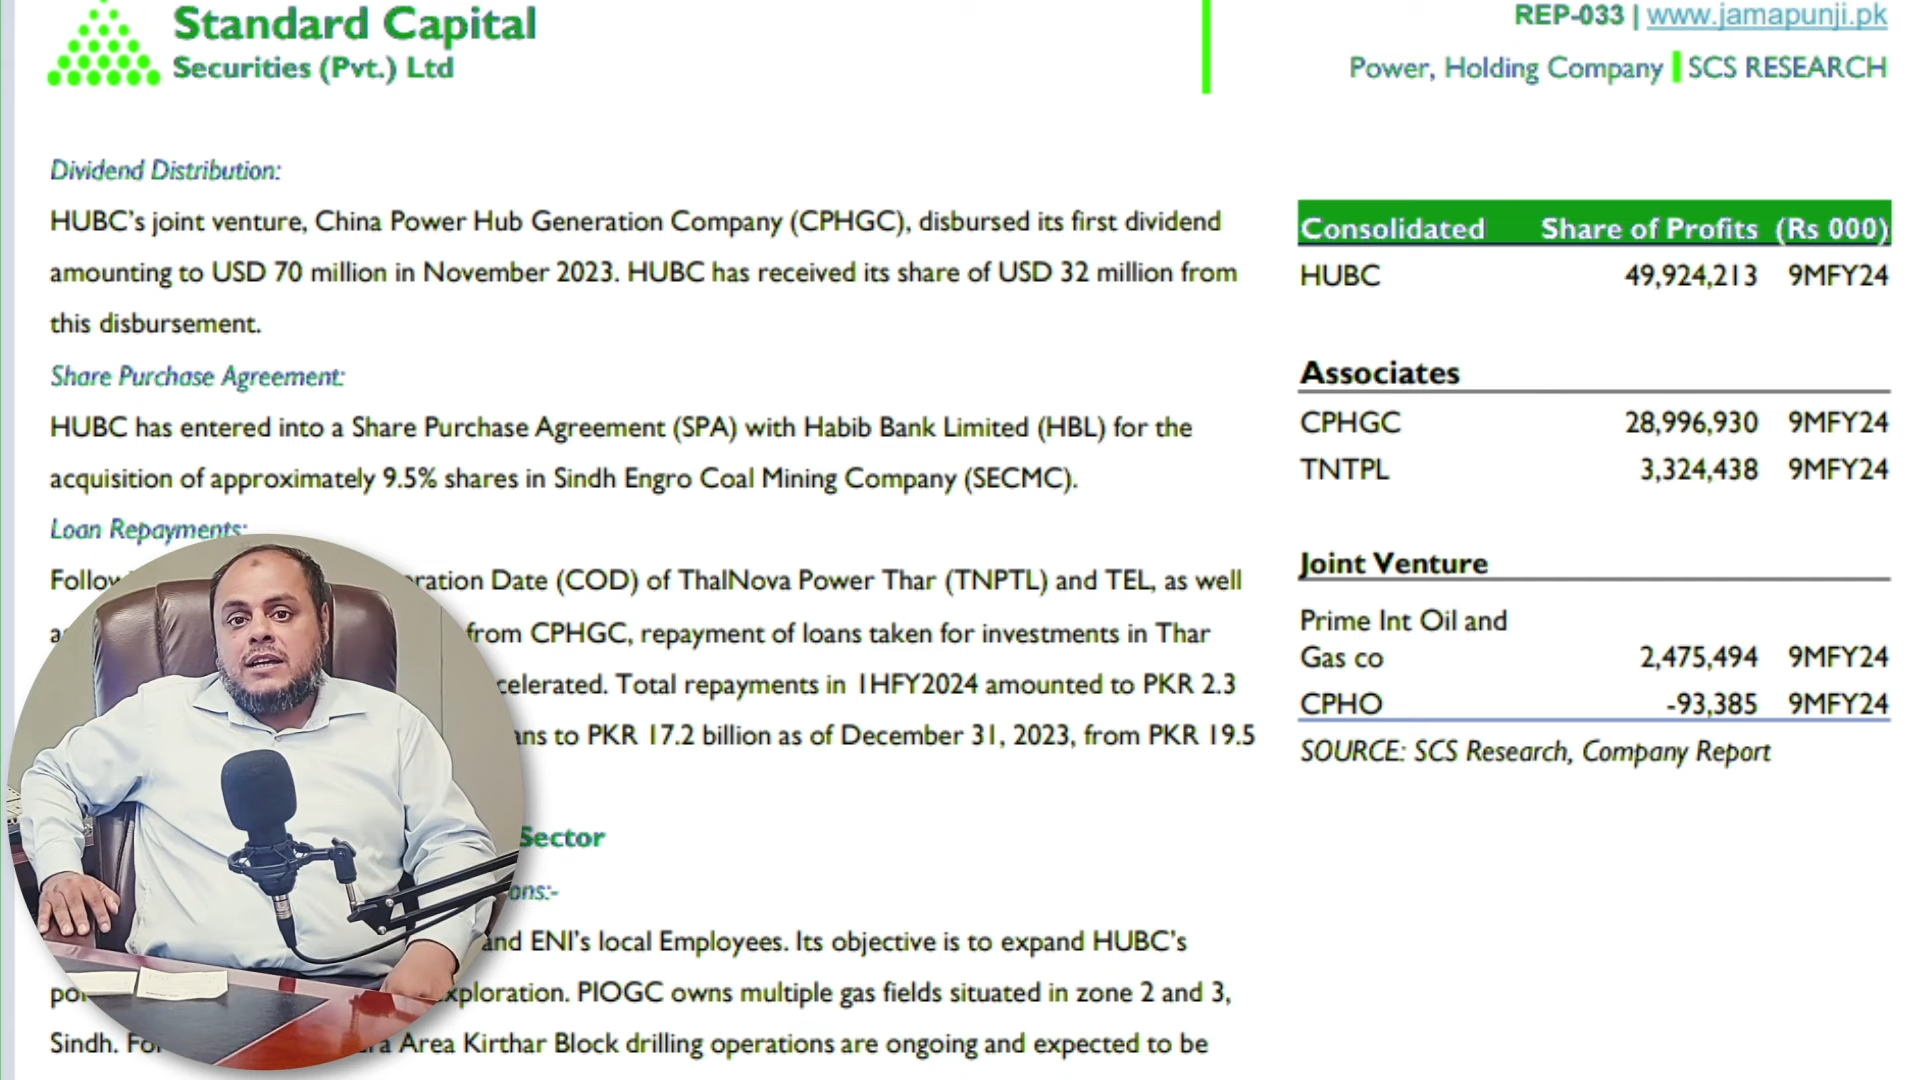 Standard Capital
Securities (Pvt.) Ltd
REP-033 | www.jamapunji.pk
Power, Holding Company | SCS RESEARCH
Dividend Distribution:
HUBC's joint venture, China Power Hub Generation Company (CPHGC), disbursed its first dividend
amounting to USD 70 million in November 2023. HUBC has received its share of USD 32 million from
this disbursement.
Share Purchase Agreement:
HUBC has entered into a Share Purchase Agreement (SPA) with Habib Bank Limited (HBL) for the
acquisition of approximately 9.5% shares in Sindh Engro Coal Mining Company (SECMC).
Loan Repayments:
Date (COD) of ThalNova Power Thar (TNPTL) and TEL, as well
from CPHGC, repayment of loans taken for investments in Thar
Total repayments in 1HFY2024 amounted to PKR 2.3
to PKR 17.2 billion as of December 31, 2023, from PKR 19.5
Sector
and ENI's local Employees. Its objective is to expand HUBC's
PIOGC owns multiple gas fields situated in zone 2 and 3,
Sindh. Area Kirthar Block drilling operations are ongoing and expected to be
Consolidated Share of Profits (Rs 000)
HUBC 49,924,213 9MFY24
Associates
CPHGC 28,996,930 9MFY24
TNTPL 3,324,438 9MFY24
Joint Venture
Prime Int Oil and
Gas co 2,475,494 9MFY24
CPHO -93,385 9MFY24
SOURCE: SCS Research, Company Report